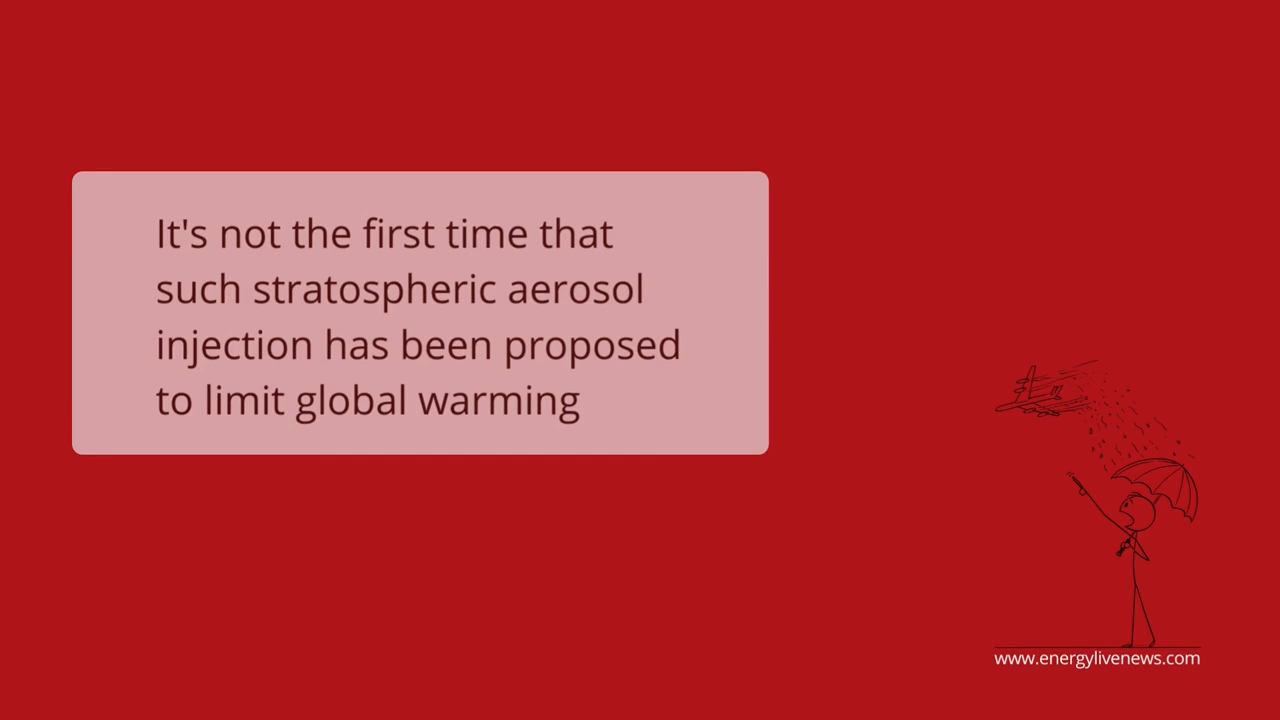 It's not the first time that
such stratospheric aerosol
injection has been proposed
to limit global warming
www.energylivenews.com